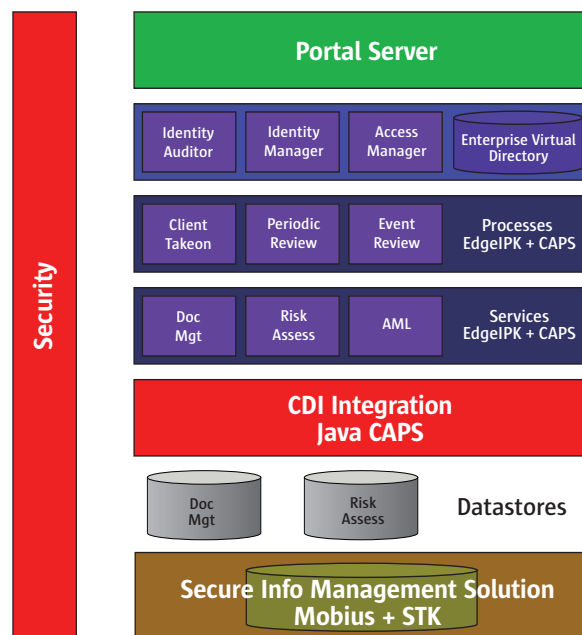 Security
Portal Server
Identity
Auditor
Identity
Manager
Access
Manager
Enterprise Virtual
Directory
Client
Takeon
Periodic
Review
Event
Review
Processes
EdgeIPK + CAPS
Doc
Mgt
Risk
Assess
AML
Services
EdgeIPK + CAPS
CDI Integration
Java CAPS
Doc
Mgt
Risk
Assess
Datastores
Secure Info Management Solution
Mobius + STK